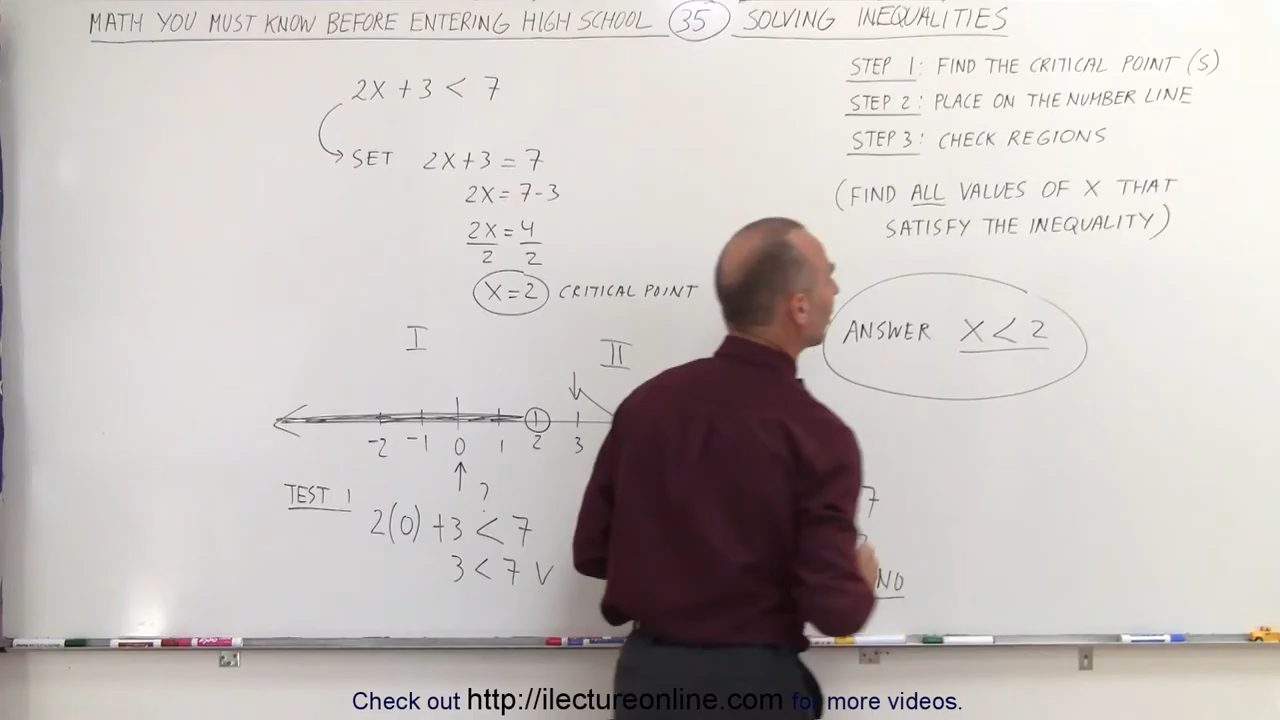 MATH YOU MUST KNOW BEFORE ENTERING HIGH SCHOOL 35 SOLVING INEQUALITIES
2X + 3 < 7
SET 2X + 3 = 7
2X = 7 - 3
2X = 4
2 2
X = 2 CRITICAL POINT
I
II
-2 -1 0 1 2 3
TEST 1
?
2(0) + 3 < 7
3 < 7 V
STEP 1: FIND THE CRITICAL POINT (S)
STEP 2: PLACE ON THE NUMBER LINE
STEP 3: CHECK REGIONS
(FIND ALL VALUES OF X THAT
SATISFY THE INEQUALITY)
ANSWER X < 2
7
NO
Check out http://ilectureonline.com for more videos.